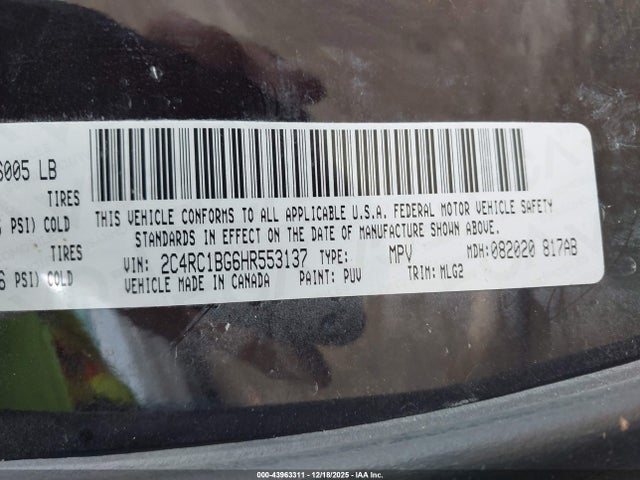 6005 LB
TIRES
PSI) COLD
TIRES
PSI) COLD
THIS VEHICLE CONFORMS TO ALL APPLICABLE U.S.A. FEDERAL MOTOR VEHICLE SAFETY
STANDARDS IN EFFECT ON THE DATE OF MANUFACTURE SHOWN ABOVE.
VIN: 2C4RC1BG6HR553137 TYPE: MPV MDH:082020 817AB
VEHICLE MADE IN CANADA PAINT: PUV TRIM: MLG2
000-43963311 - 12/18/2025 - IAA Inc.